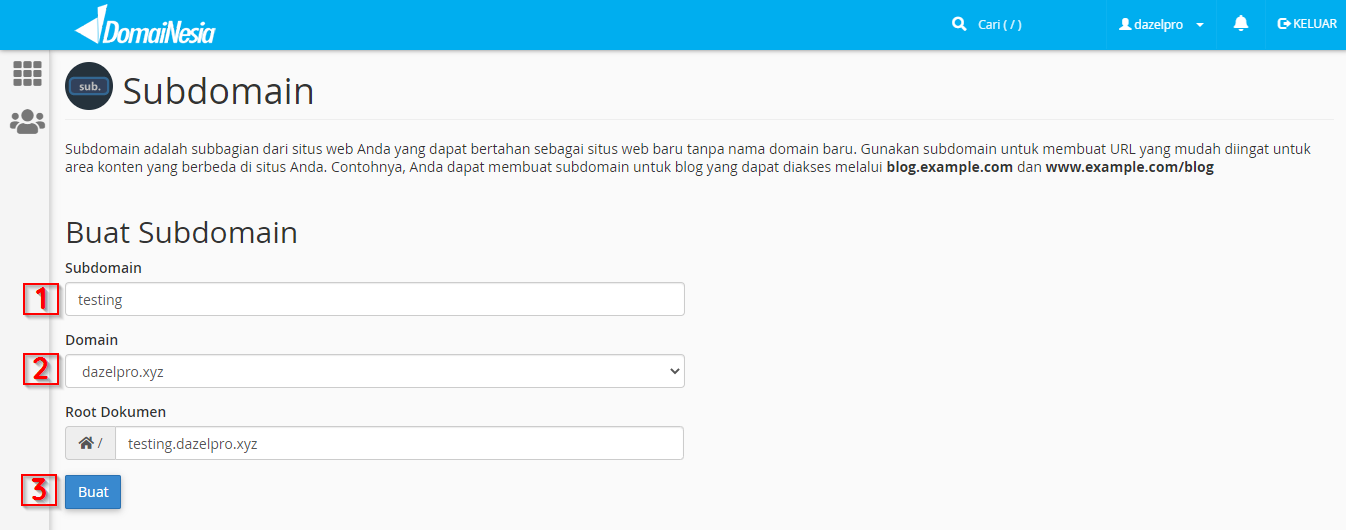 DomaiNesia
Cari ( / )
dazelpro
KELUAR
sub.
Subdomain
Subdomain adalah subbagian dari situs web Anda yang dapat bertahan sebagai situs web baru tanpa nama domain baru. Gunakan subdomain untuk membuat URL yang mudah diingat untuk
area konten yang berbeda di situs Anda. Contohnya, Anda dapat membuat subdomain untuk blog yang dapat diakses melalui blog.example.com dan www.example.com/blog
Buat Subdomain
Subdomain
1
testing
Domain
2
dazelpro.xyz
Root Dokumen
/
testing.dazelpro.xyz
3
Buat